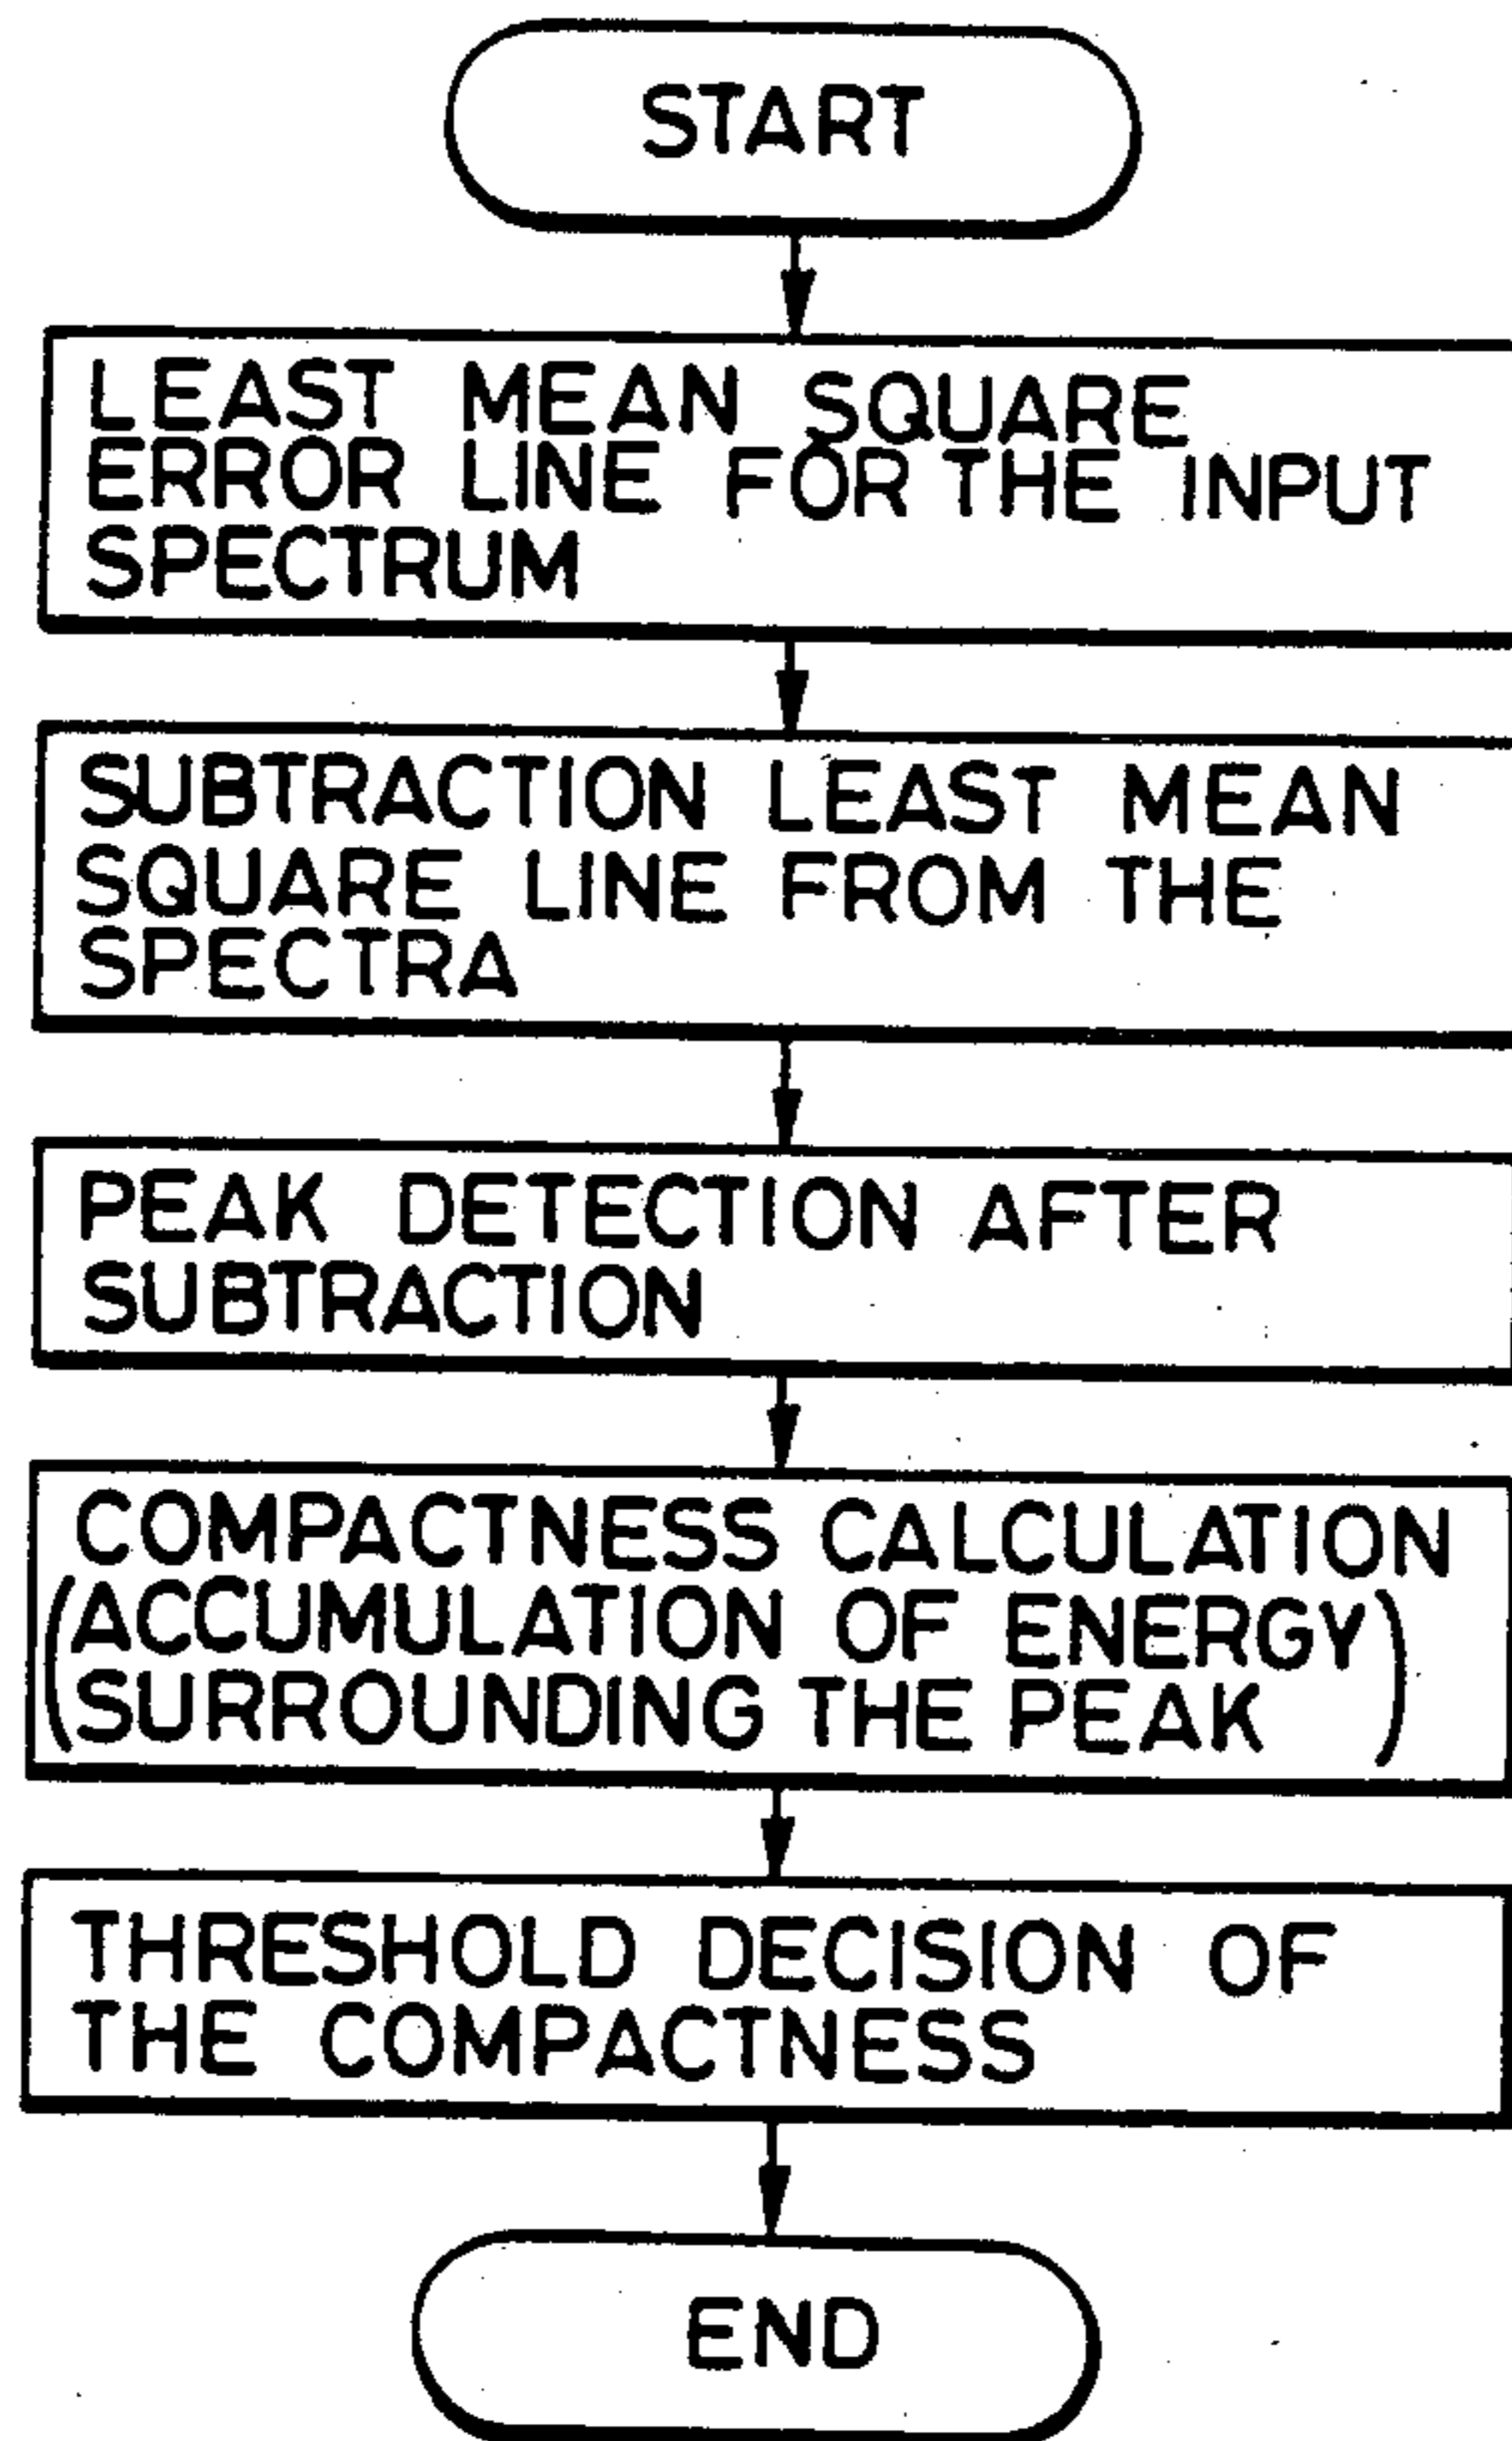 START
LEAST MEAN SQUARE
ERROR LINE FOR THE INPUT
SPECTRUM
SUBTRACTION LEAST MEAN
SQUARE LINE FROM THE
SPECTRA
PEAK DETECTION AFTER
SUBTRACTION
COMPACTNESS CALCULATION
(ACCUMULATION OF ENERGY
SURROUNDING THE PEAK)
THRESHOLD DECISION OF
THE COMPACTNESS
END